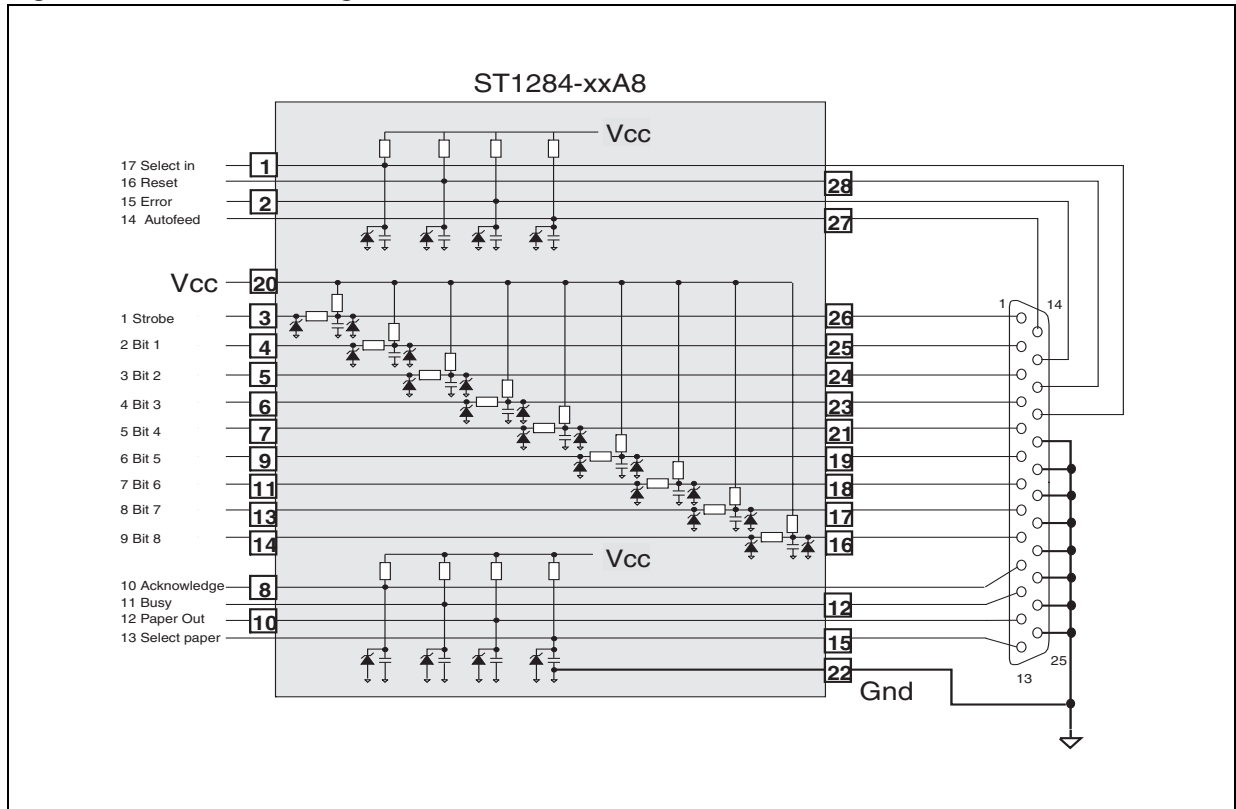 ST1284-xxA8
Vcc
17 Select in
1
16 Reset
28
15 Error
2
14 Autofeed
27
Vcc
20
1 Strobe
3
26
2 Bit 1
4
25
3 Bit 2
5
24
4 Bit 3
6
23
5 Bit 4
7
21
6 Bit 5
9
19
7 Bit 6
11
18
8 Bit 7
13
17
9 Bit 8
14
16
Vcc
10 Acknowledge
8
11 Busy
12
12 Paper Out
10
13 Select paper
15
22
Gnd
1
14
25
13